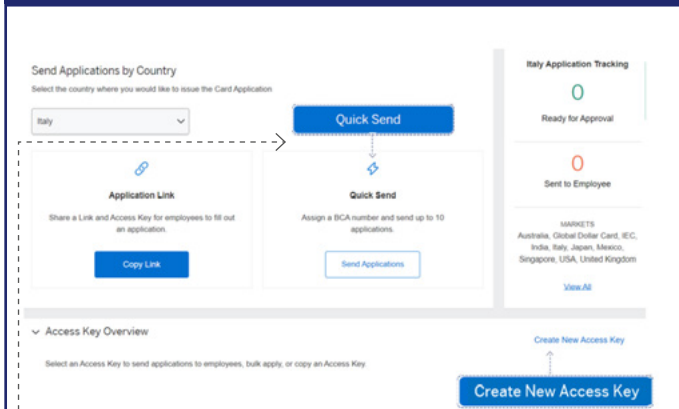 Send Applications by Country
Select the country where you would like to issue the Card Application
Italy
Quick Send
Application Link
Share a Link and Access Key for employees to fill out
an application.
Copy Link
Quick Send
Assign a BCA number and send up to 10
applications.
Send Applications
Italy Application Tracking
0
Ready for Approval
0
Sent to Employee
MARKETS
Australia, Global Dollar Card, IEC,
India, Italy, Japan, Mexico,
Singapore, USA, United Kingdom
View All
Access Key Overview
Create New Access Key
Select an Access Key to send applications to employees, bulk apply, or copy an Access Key
Create New Access Key